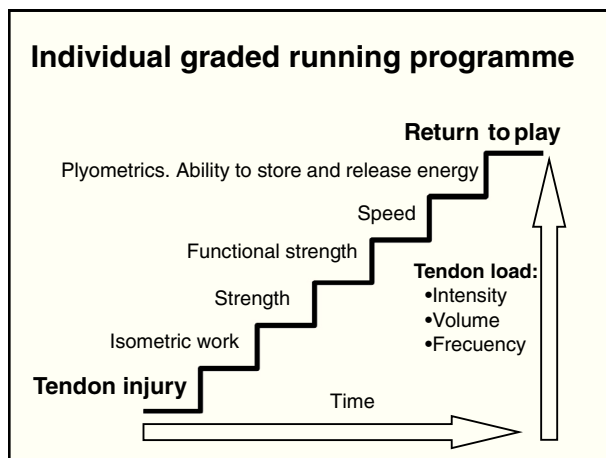 Individual graded running programme
Return to play
Plyometrics. Ability to store and release energy
Speed
Functional strength
Strength
Isometric work
Tendon injury
Tendon load:
•Intensity
•Volume
•Frecuency
Time